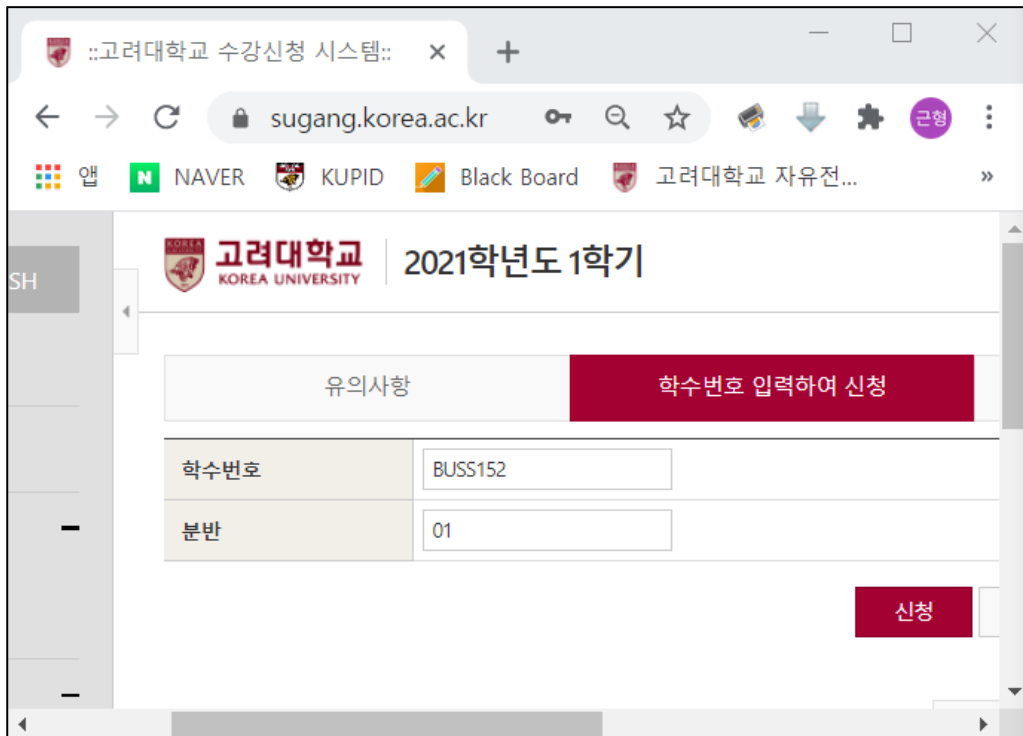 ::고려대학교 수강신청 시스템::
sugang.korea.ac.kr
근형
앱 N NAVER KUPID Black Board 고려대학교 자유전... »
KOREA
고려대학교
KOREA UNIVERSITY
2021학년도 1학기
SH
유의사항 학수번호 입력하여 신청
학수번호 BUSS152
분반 01
신청